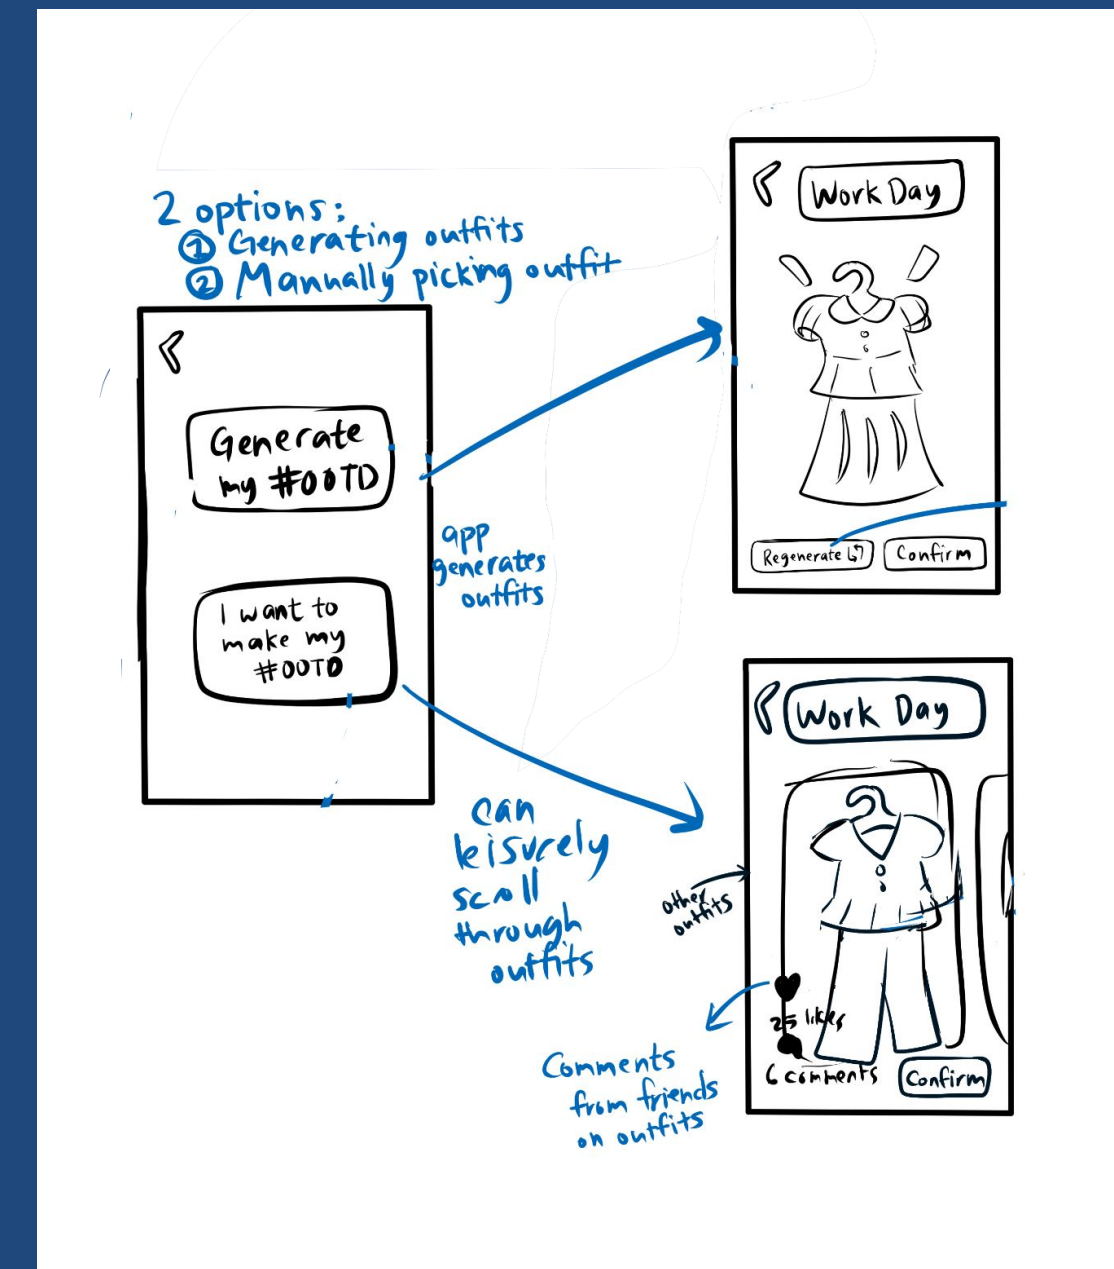 2 options:
① Generating outfits
② Manually picking outfit
Generate
my #OOTD
I want to
make my
#OOTD
app
generates
outfits
can
leisurely
scroll
through
outfits
Work Day
Regenerate
Confirm
Work Day
other
outfits
25 likes
6 comments
Confirm
Comments
from friends
on outfits